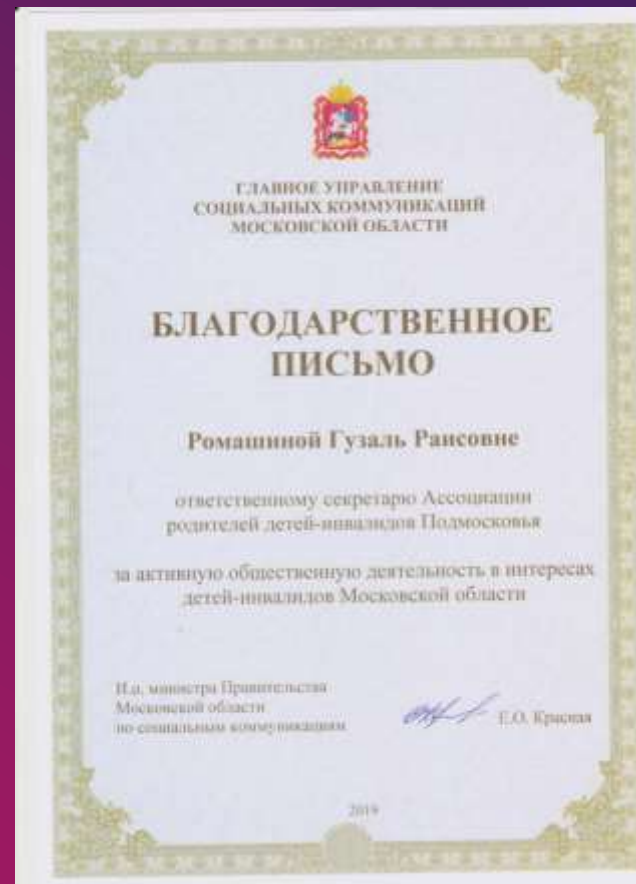 ГЛАВНОЕ УПРАВЛЕНИЕ
СОЦИАЛЬНЫХ КОММУНИКАЦИЙ
МОСКОВСКОЙ ОБЛАСТИ
БЛАГОДАРСТВЕННОЕ
ПИСЬМО
Ромашиной Гузаль Раисовне
ответственному секретарю Ассоциации
родителей детей-инвалидов Подмосковья
за активную общественную деятельность в интересах
детей-инвалидов Московской области
И.о. министра Правительства
Московской области
по социальным коммуникациям
Е.О. Красная
2019